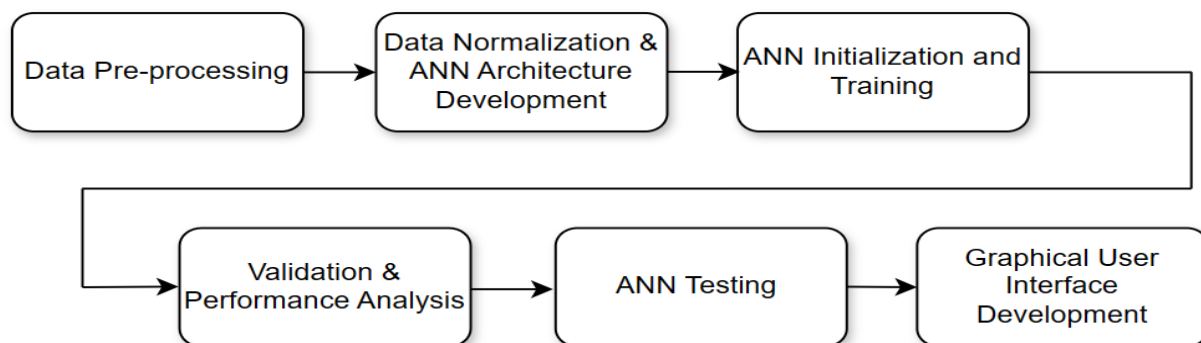 Data Pre-processing
Data Normalization &
ANN Architecture
Development
ANN Initialization and
Training
Validation &
Performance Analysis
ANN Testing
Graphical User
Interface
Development